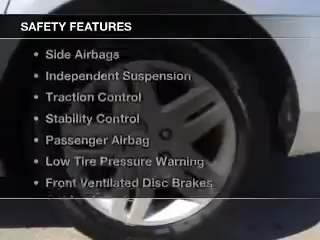 SAFETY FEATURES
• Side Airbags
• Independent Suspension
• Traction Control
• Stability Control
• Passenger Airbag
• Low Tire Pressure Warning
• Front Ventilated Disc Brakes